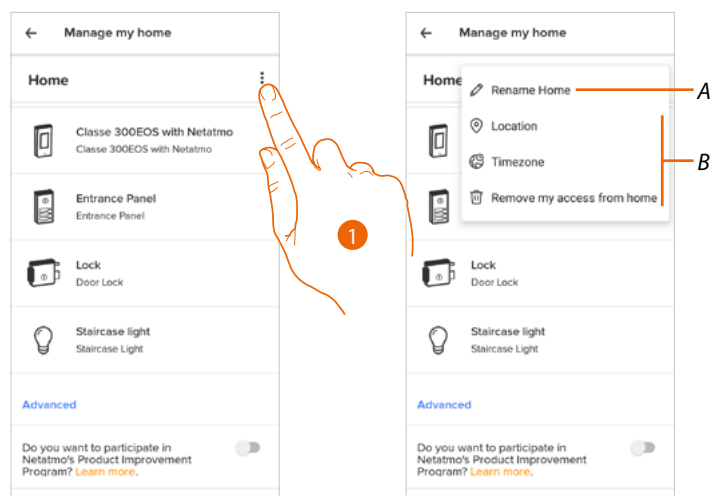 Manage my home
Home
Classe 300EOS with Netatmo
Classe 300EOS with Netatmo
Entrance Panel
Entrance Panel
Lock
Door Lock
Staircase light
Staircase Light
Advanced
Do you want to participate in
Netatmo's Product Improvement
Program? Learn more.
1
Manage my home
Home
Rename Home
A
Location
Timezone
B
Remove my access from home
Lock
Door Lock
Staircase light
Staircase Light
Advanced
Do you want to participate in
Netatmo's Product Improvement
Program? Learn more.